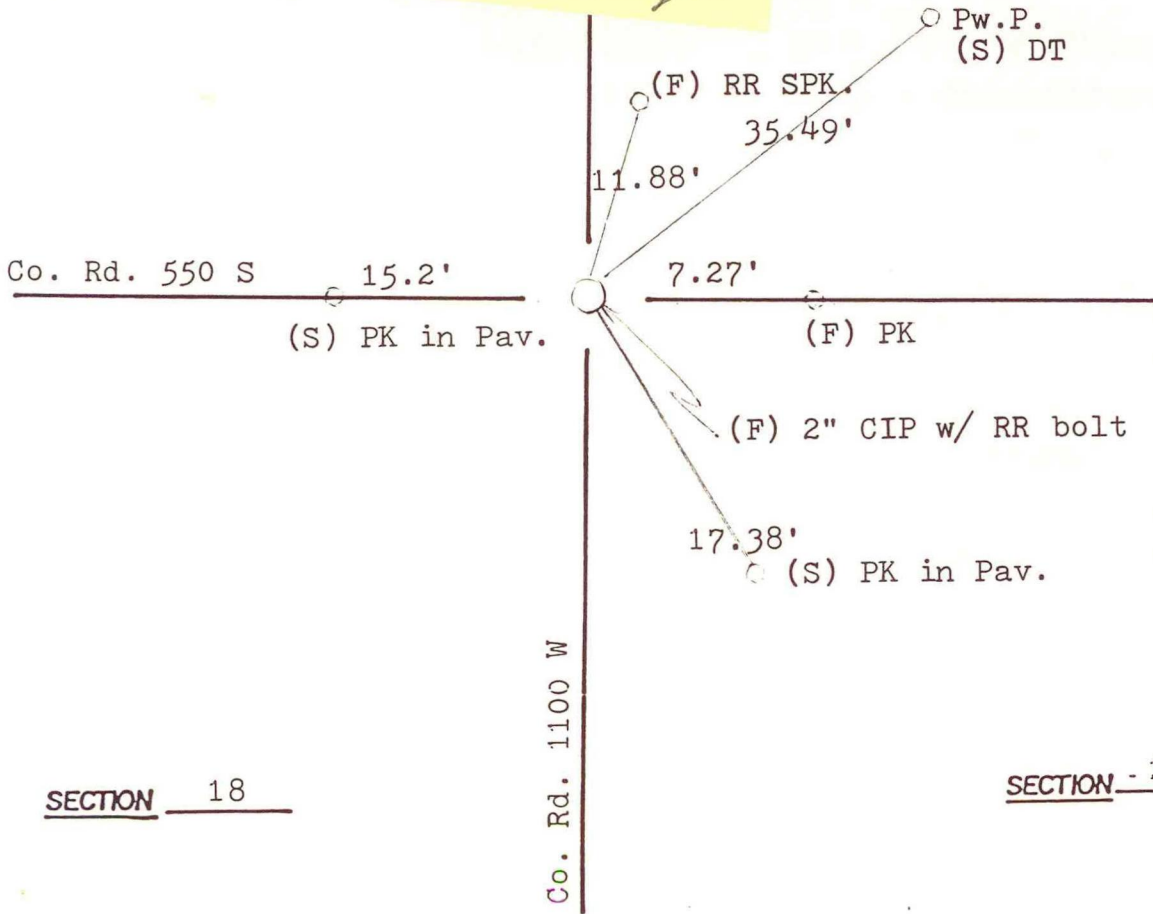 Pw.P.
(S) DT
(F) RR SPK.
35.49'
11.88'
Co. Rd. 550 S
15.2'
7.27'
(S) PK in Pav.
(F) PK
(F) 2" CIP w/ RR bolt
17.38'
(S) PK in Pav.
Co. Rd. 1100 W
SECTION 18
SECTION